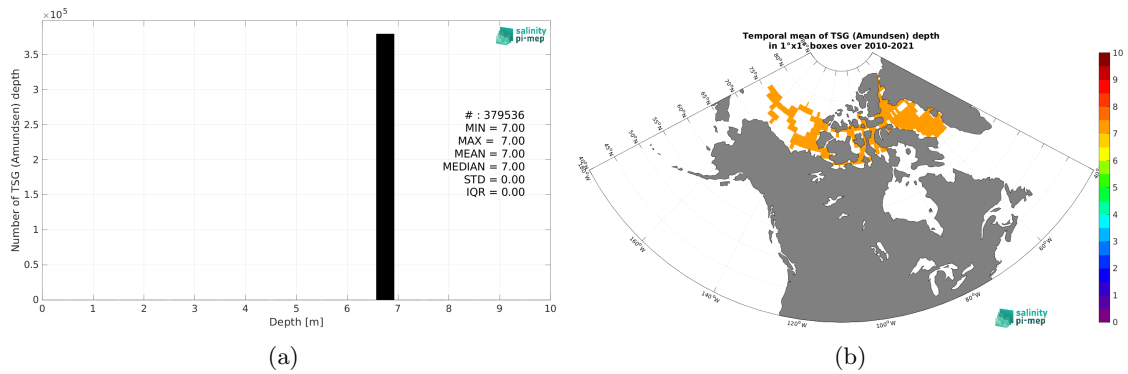 ×10⁵
3.5
3
2.5
2
1.5
1
0.5
0
Number of TSG (Amundsen) depth
salinity
pi-mep
# : 379536
MIN = 7.00
MAX = 7.00
MEAN = 7.00
MEDIAN = 7.00
STD = 0.00
IQR = 0.00
0 1 2 3 4 5 6 7 8 9 10
Depth [m]
(a)
Temporal mean of TSG (Amundsen) depth
in 1°x1° boxes over 2010-2021
80°N
75°N
70°N
65°N
60°N
55°N
50°N
45°N
40°N
180°W
160°W
140°W
120°W
100°W
80°W
60°W
10
9
8
7
6
5
4
3
2
1
0
salinity
pi-mep
(b)